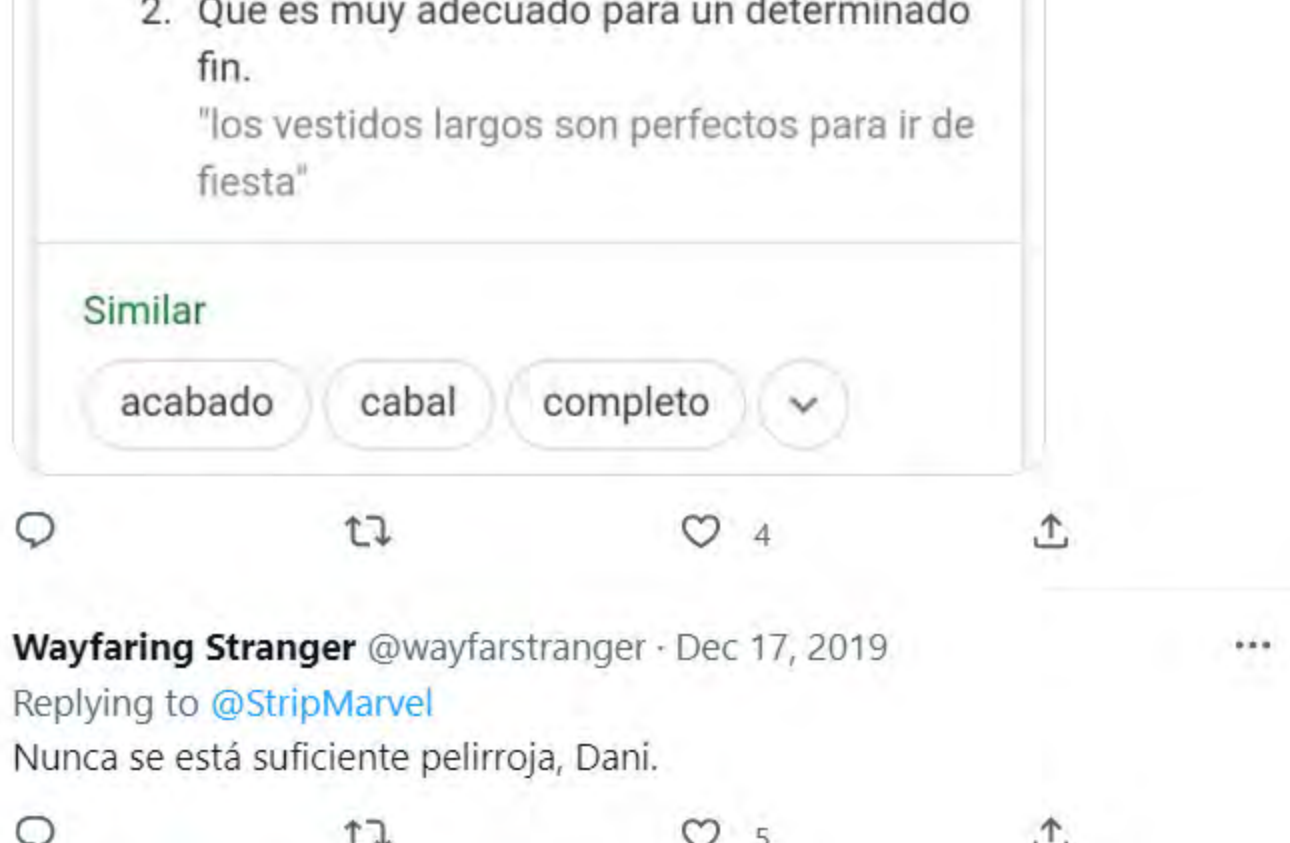 2. Que es muy adecuado para un determinado
fin.
"los vestidos largos son perfectos para ir de
fiesta"
Similar
acabado cabal completo
4
Wayfaring Stranger @wayfarstranger · Dec 17, 2019
Replying to @StripMarvel
Nunca se está suficiente pelirroja, Dani.
5